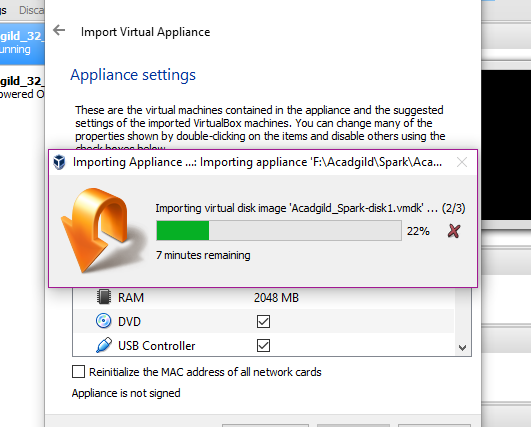 gs Disca
gild_32_
unning
gild_32_
owered O
Import Virtual Appliance
Appliance settings
These are the virtual machines contained in the appliance and the suggested
settings of the imported VirtualBox machines. You can change many of the
properties shown by double-clicking on the items and disable others using the
check boxes below.
Importing Appliance ...: Importing appliance 'F:\Acadgild\Spark\Aca...
Importing virtual disk image 'Acadgild_Spark-disk1.vmdk' ... (2/3)
22%
7 minutes remaining
RAM 2048 MB
DVD
USB Controller
Reinitialize the MAC address of all network cards
Appliance is not signed